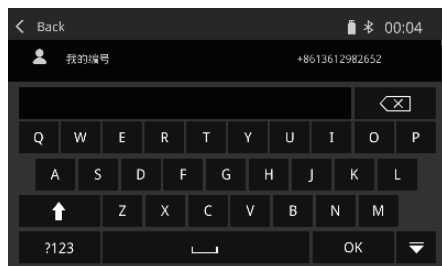 Back 00:04
我的编号 +8613612982652
Q W E R T Y U I O P
A S D F G H J K L
Z X C V B N M
?123 OK